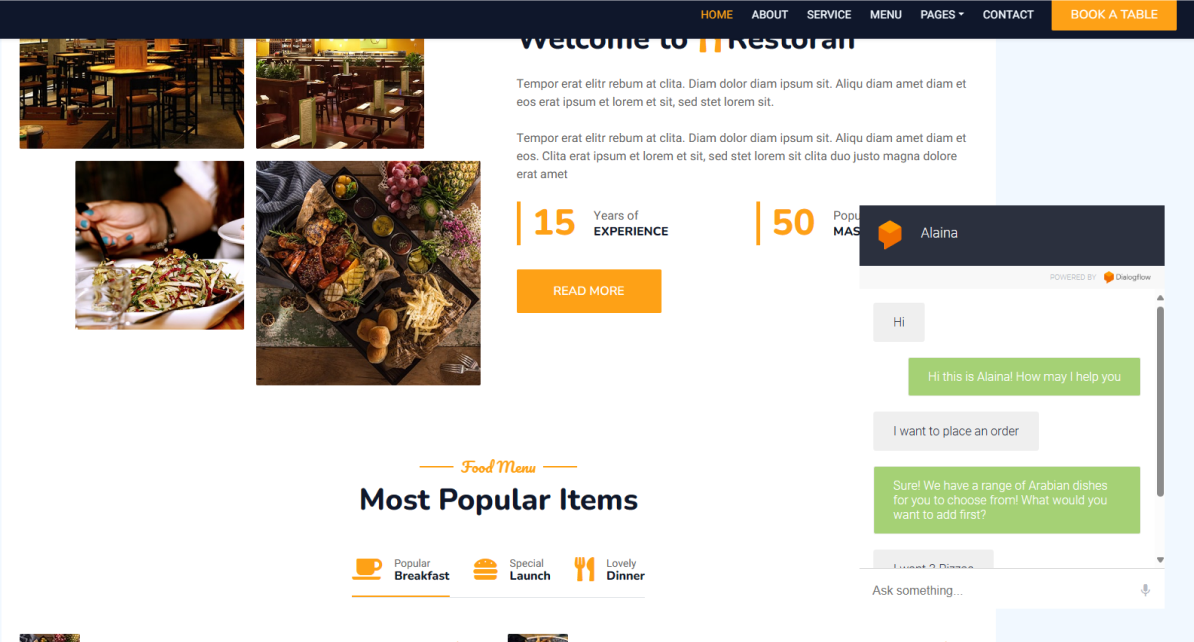 HOME ABOUT SERVICE MENU PAGES CONTACT BOOK A TABLE
Welcome to Restoran
Tempor erat elitr rebum at clita. Diam dolor diam ipsum sit. Aliqu diam amet diam et
eos erat ipsum et lorem et sit, sed stet lorem sit.
Tempor erat elitr rebum at clita. Diam dolor diam ipsum sit. Aliqu diam amet diam et
eos. Clita erat ipsum et lorem et sit, sed stet lorem sit clita duo justo magna dolore
erat amet
15 Years of
EXPERIENCE
50 Popu
MAS
READ MORE
Food Menu
Most Popular Items
Popular
Breakfast
Special
Launch
Lovely
Dinner
Alaina
POWERED BY Dialogflow
Hi
Hi this is Alaina! How may I help you
I want to place an order
Sure! We have a range of Arabian dishes
for you to choose from! What would you
want to add first?
I want 2 Pizzas
Ask something...